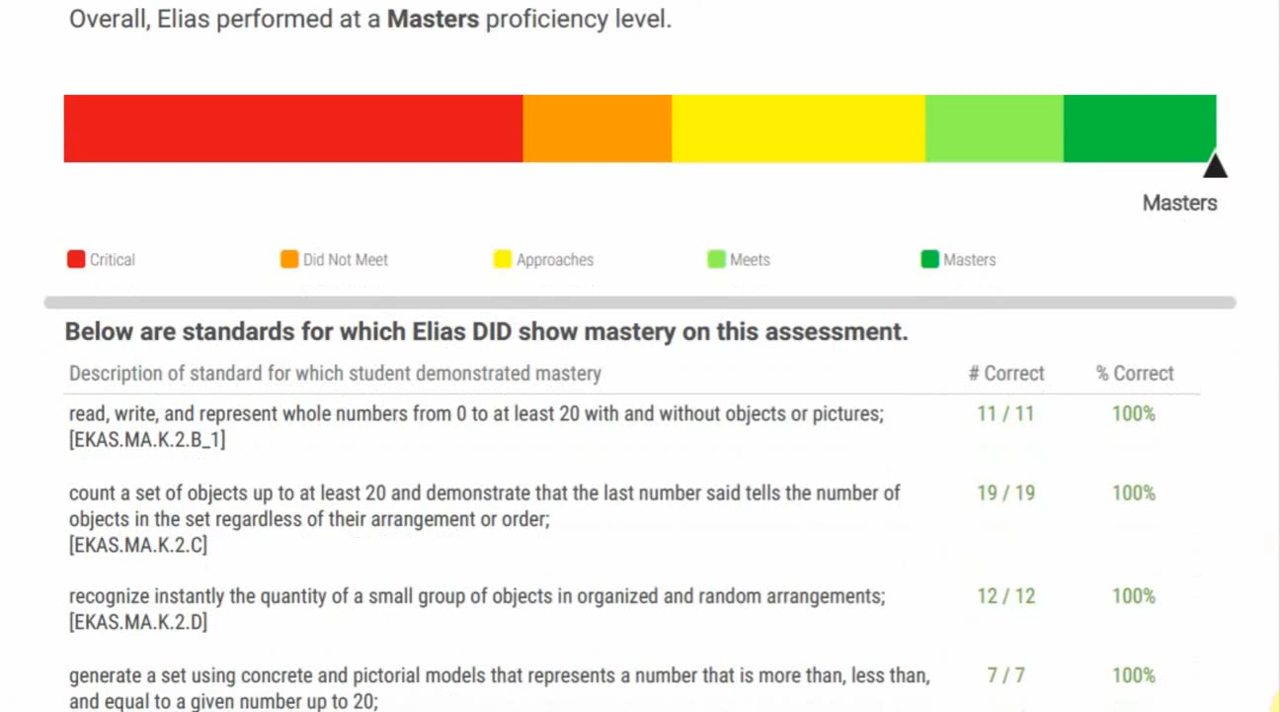 Overall, Elias performed at a Masters proficiency level.
Masters
Critical
Did Not Meet
Approaches
Meets
Masters
Below are standards for which Elias DID show mastery on this assessment.
Description of standard for which student demonstrated mastery # Correct % Correct
read, write, and represent whole numbers from 0 to at least 20 with and without objects or pictures; 11 / 11 100%
[EKAS.MA.K.2.B_1]
count a set of objects up to at least 20 and demonstrate that the last number said tells the number of 19 / 19 100%
objects in the set regardless of their arrangement or order;
[EKAS.MA.K.2.C]
recognize instantly the quantity of a small group of objects in organized and random arrangements; 12 / 12 100%
[EKAS.MA.K.2.D]
generate a set using concrete and pictorial models that represents a number that is more than, less than, 7 / 7 100%
and equal to a given number up to 20;